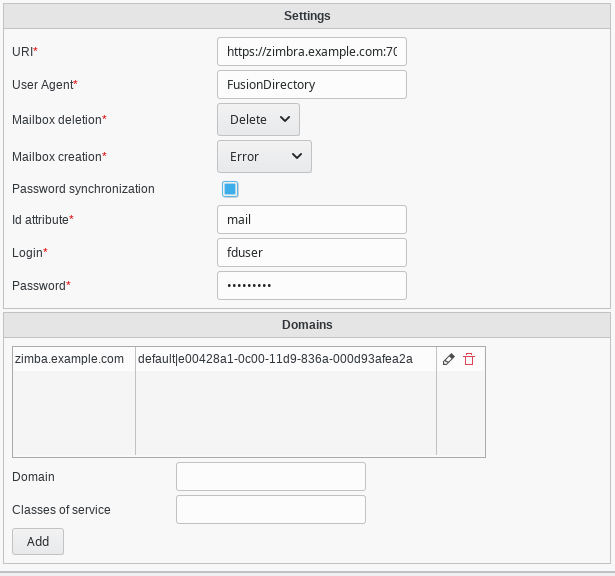 Settings
URI* https://zimbra.example.com:70
User Agent* FusionDirectory
Mailbox deletion* Delete
Mailbox creation* Error
Password synchronization
Id attribute* mail
Login* fduser
Password* •••••••••
Domains
zimba.example.com default|e00428a1-0c00-11d9-836a-000d93afea2a
Domain
Classes of service
Add